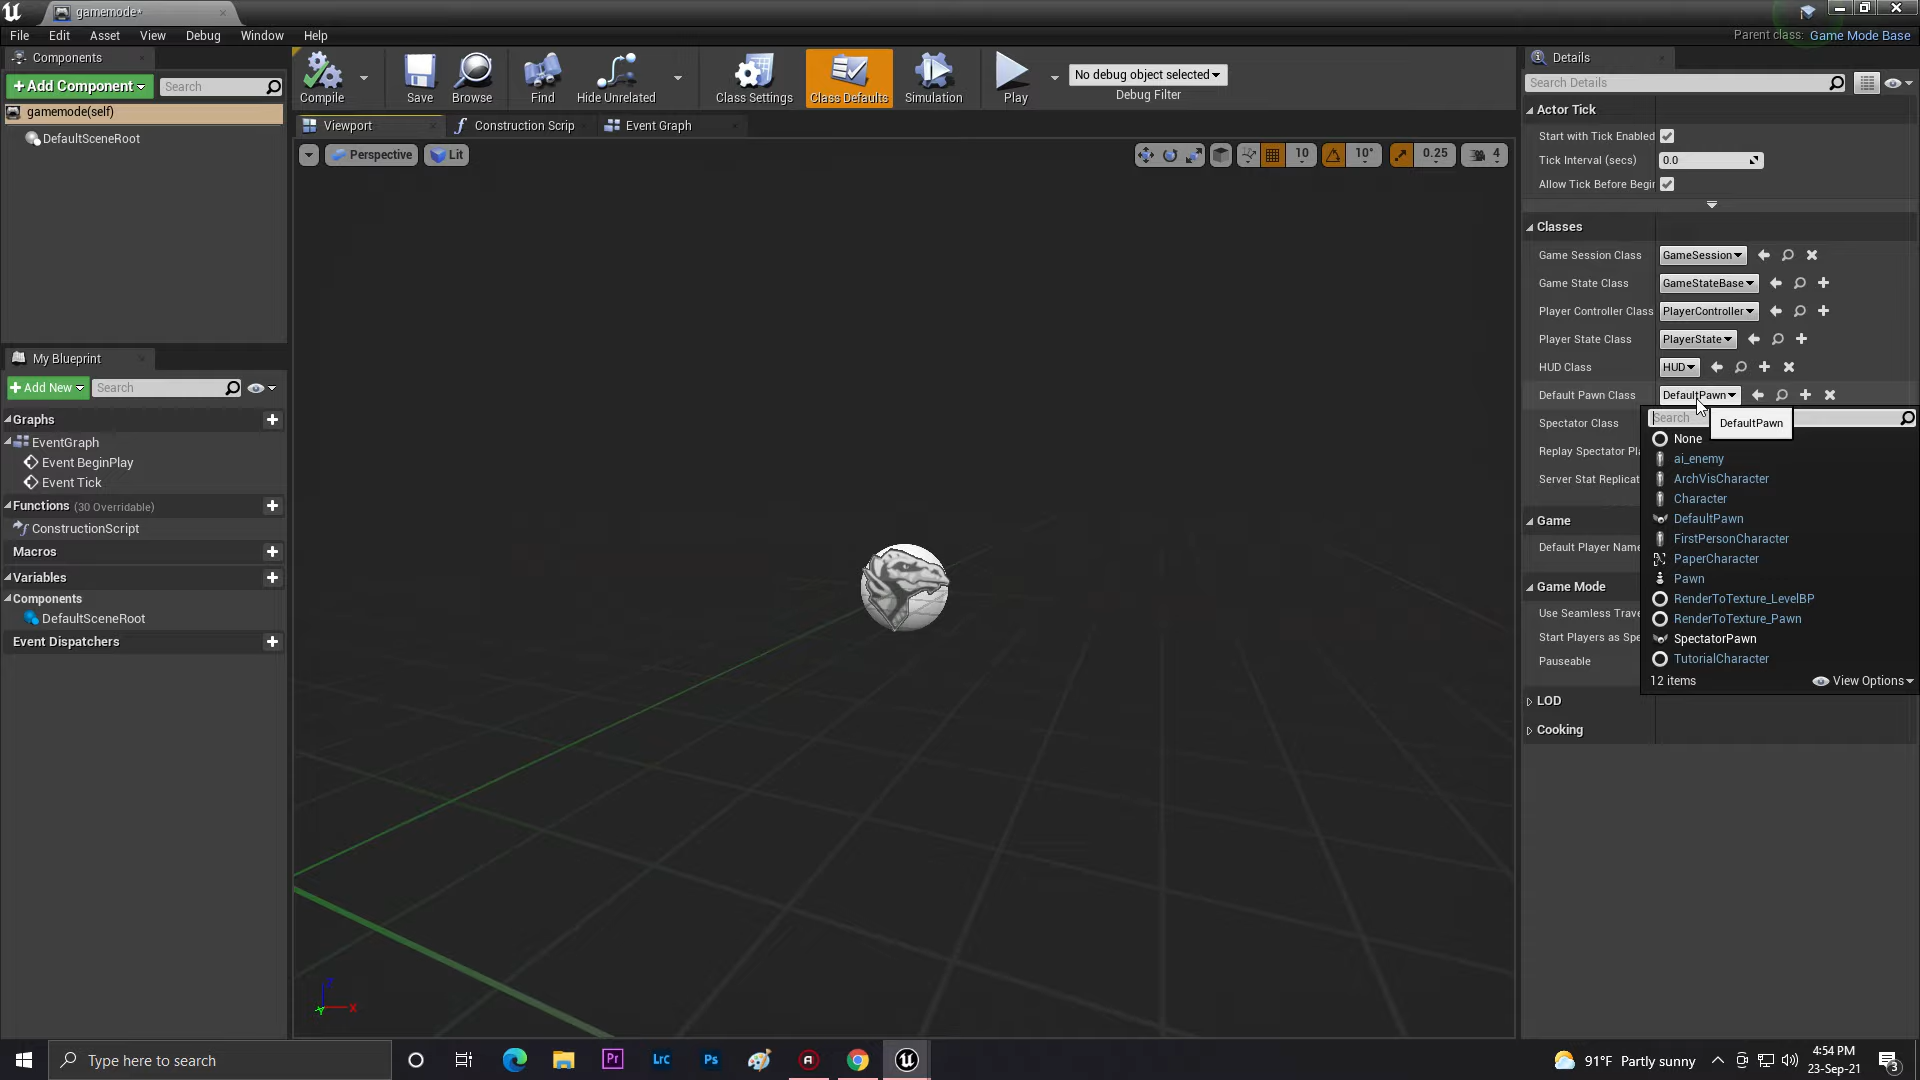 gamemode*
File Edit Asset View Debug Window Help
Parent class: Game Mode Base
Components
+Add Component
Search
gamemode(self)
DefaultSceneRoot
Compile
Save
Browse
Find
Hide Unrelated
Class Settings
Class Defaults
Simulation
Play
No debug object selected
Debug Filter
Viewport
Construction Scrip
Event Graph
Perspective
Lit
10
10°
0.25
4
My Blueprint
+Add New
Search
Graphs
EventGraph
Event BeginPlay
Event Tick
Functions (30 Overridable)
ConstructionScript
Macros
Variables
Components
DefaultSceneRoot
Event Dispatchers
Z
X
Y
Details
Search Details
Actor Tick
Start with Tick Enabled
Tick Interval (secs) 0.0
Allow Tick Before Begin
Classes
Game Session Class GameSession
Game State Class GameStateBase
Player Controller Class PlayerController
Player State Class PlayerState
HUD Class HUD
Default Pawn Class DefaultPawn
Spectator Class
Replay Spectator Pla
Server Stat Replicat
Search
DefaultPawn
None
ai_enemy
ArchVisCharacter
Character
DefaultPawn
FirstPersonCharacter
PaperCharacter
Pawn
RenderToTexture_LevelBP
RenderToTexture_Pawn
SpectatorPawn
TutorialCharacter
12 items
View Options
Game
Default Player Name
Game Mode
Use Seamless Trave
Start Players as Spe
Pauseable
LOD
Cooking
Type here to search
Pr
Lrc
Ps
91°F Partly sunny
4:54 PM
23-Sep-21
3